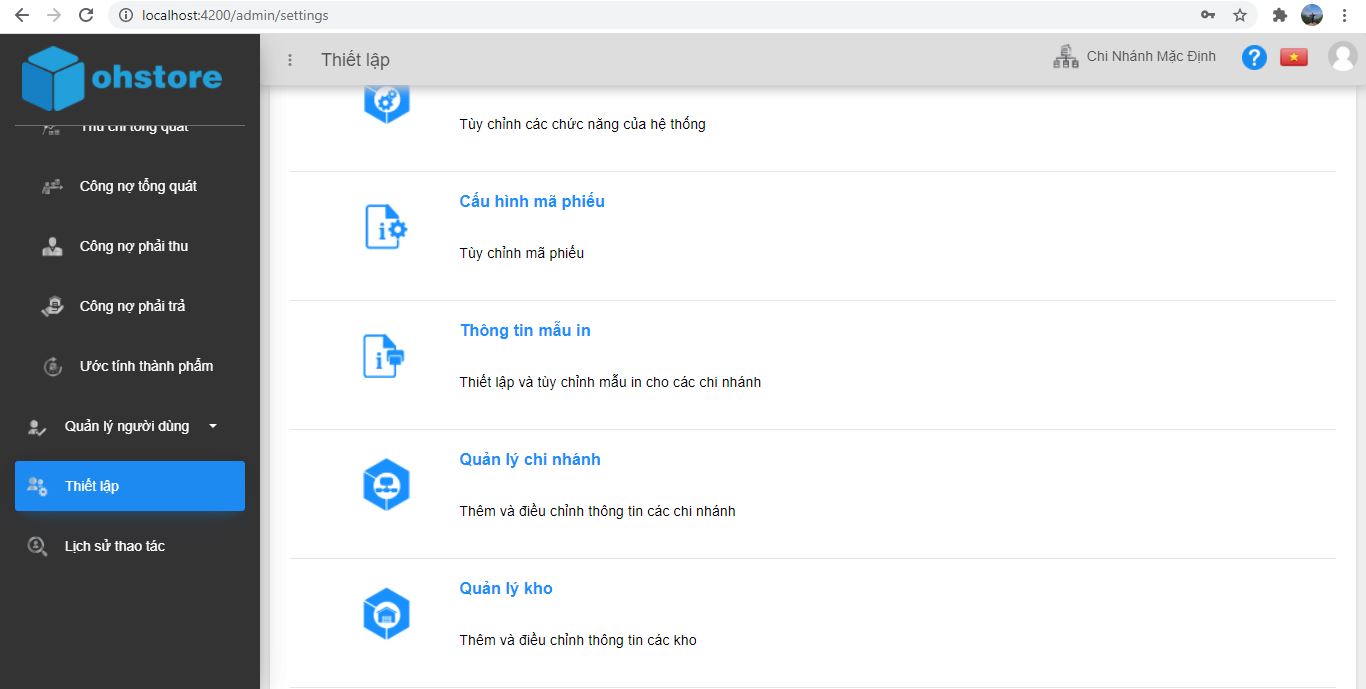 localhost:4200/admin/settings
ohstore
Thiết lập
Chi Nhánh Mặc Định
?
Thu chi tổng quát
Công nợ tổng quát
Công nợ phải thu
Công nợ phải trả
Ước tính thành phẩm
Quản lý người dùng
Thiết lập
Lịch sử thao tác
Tùy chỉnh các chức năng của hệ thống
Cấu hình mã phiếu
Tùy chỉnh mã phiếu
Thông tin mẫu in
Thiết lập và tùy chỉnh mẫu in cho các chi nhánh
Quản lý chi nhánh
Thêm và điều chỉnh thông tin các chi nhánh
Quản lý kho
Thêm và điều chỉnh thông tin các kho